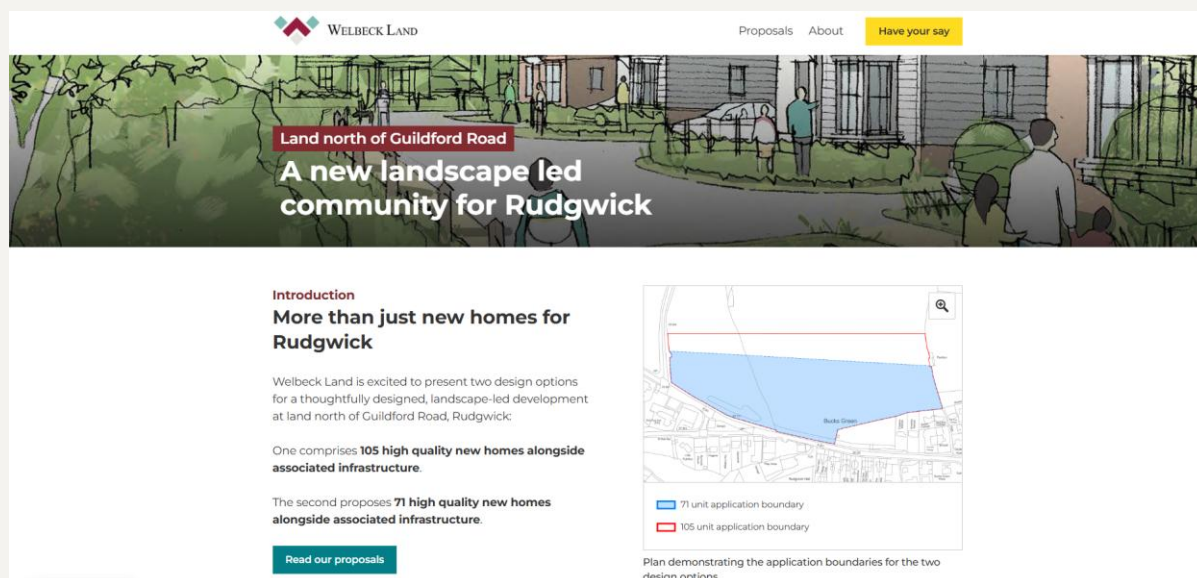 WELBECK LAND
Proposals About Have your say
Land north of Guildford Road
A new landscape led
community for Rudgwick
Introduction
More than just new homes for
Rudgwick
Welbeck Land is excited to present two design options
for a thoughtfully designed, landscape-led development
at land north of Guildford Road, Rudgwick:
One comprises 105 high quality new homes alongside
associated infrastructure.
The second proposes 71 high quality new homes
alongside associated infrastructure.
Read our proposals
Bucks Green
71 unit application boundary
105 unit application boundary
Plan demonstrating the application boundaries for the two
design options